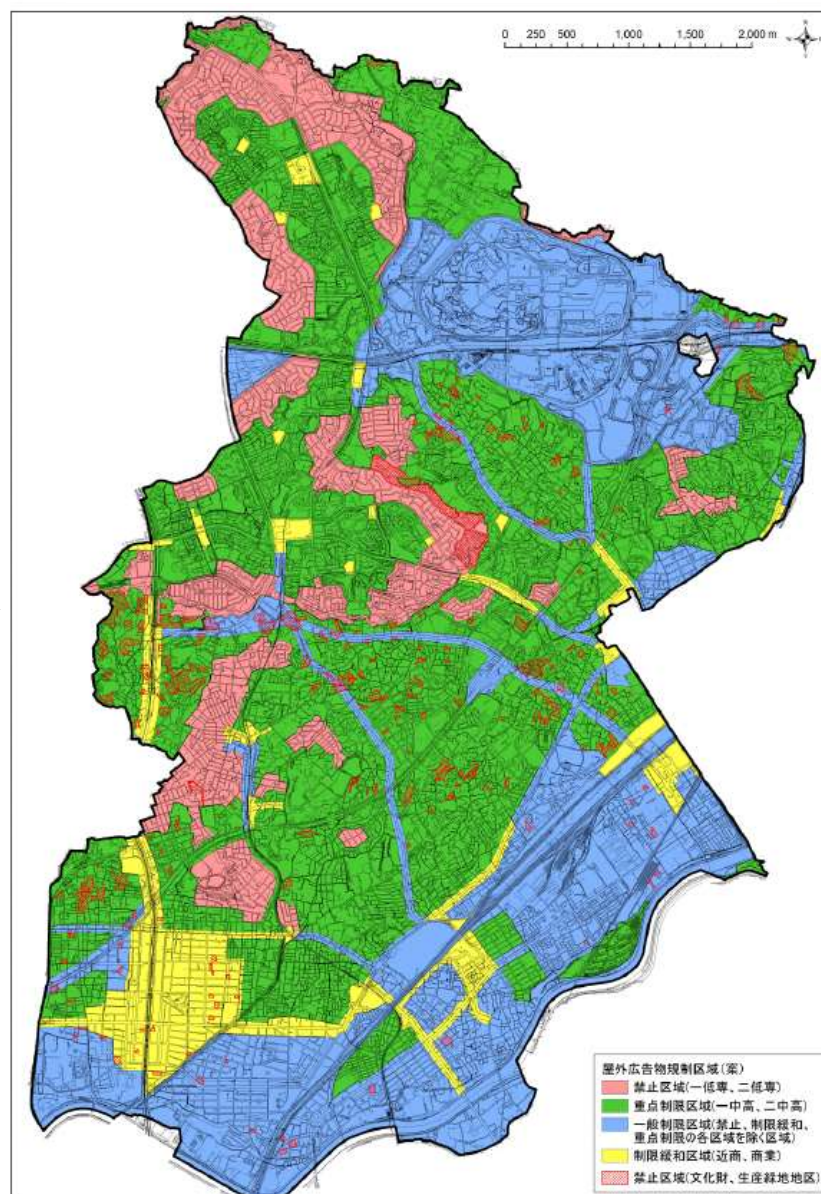 0 250 500 1,000 1,500 2,000 m
屋外広告物規制区域(案)
禁止区域(一低専、二低専)
重点制限区域(一中高、二中高)
一般制限区域(禁止、制限緩和、
重点制限の各区域を除く区域)
制限緩和区域(近商、商業)
禁止区域(文化財、生産緑地地区)